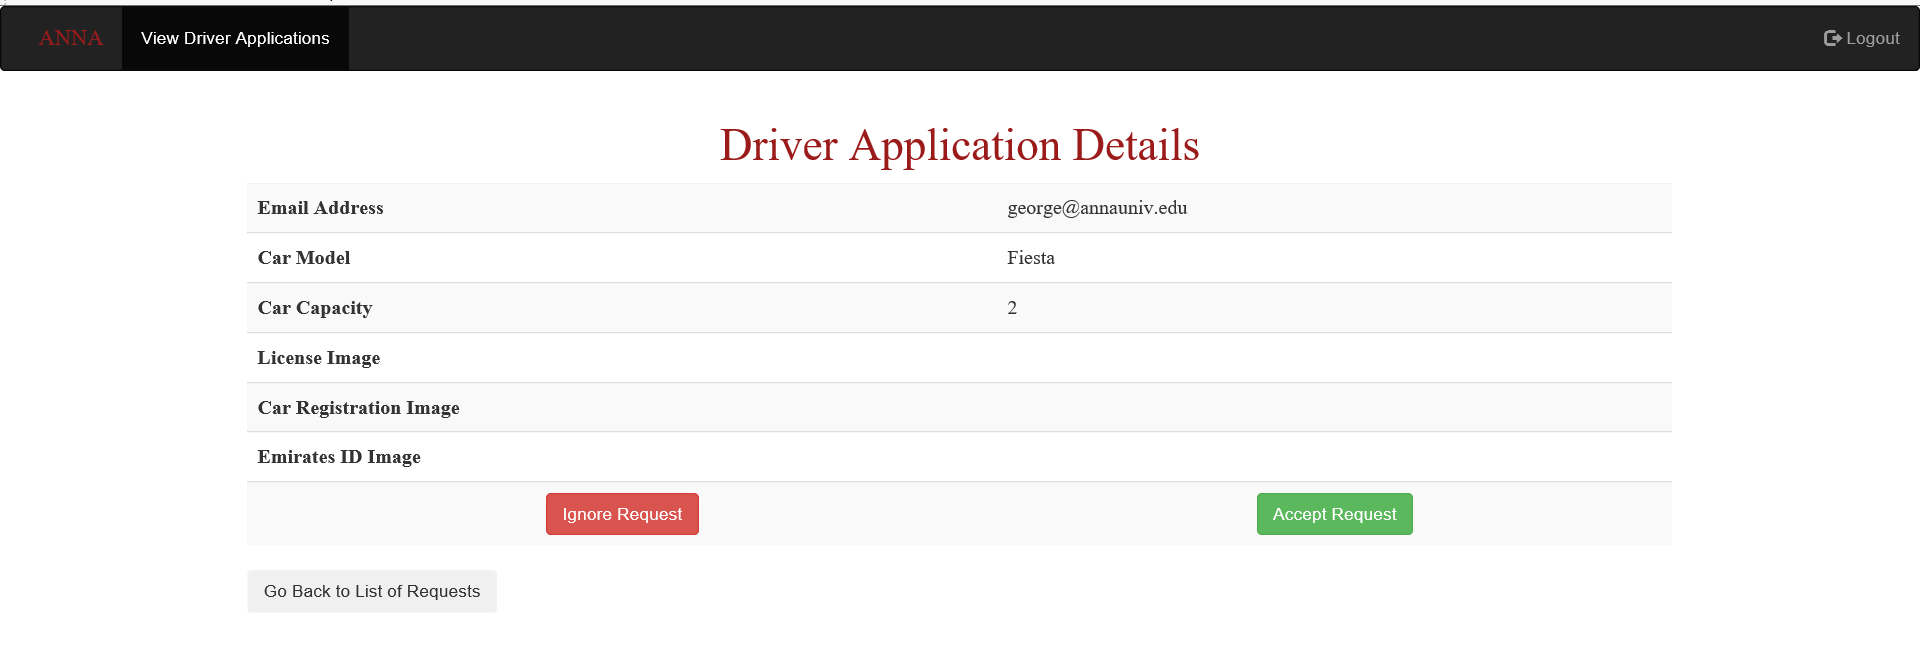 ANNA View Driver Applications Logout
Driver Application Details
Email Address george@annauniv.edu
Car Model Fiesta
Car Capacity 2
License Image
Car Registration Image
Emirates ID Image
Ignore Request Accept Request
Go Back to List of Requests